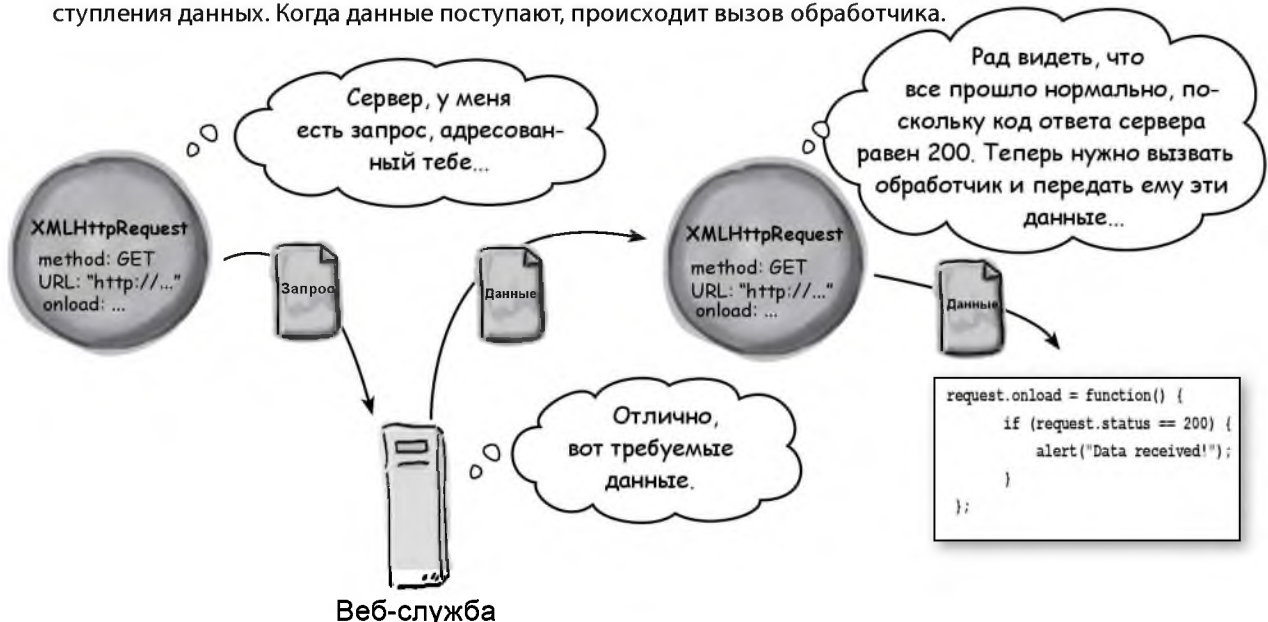 ступления данных. Когда данные поступают, происходит вызов обработчика.
Сервер, у меня
есть запрос, адресован-
ный тебе...
Рад видеть, что
все прошло нормально, по-
скольку код ответа сервера
равен 200. Теперь нужно вызвать
обработчик и передать ему эти
данные...
XMLHttpRequest
method: GET
URL: "http://..."
onload: ...
Запрос
Данные
XMLHttpRequest
method: GET
URL: "http://..."
onload: ...
Данные
Отлично,
вот требуемые
данные.
Веб-служба
request.onload = function() {
if (request.status == 200) {
alert("Data received!");
}
};